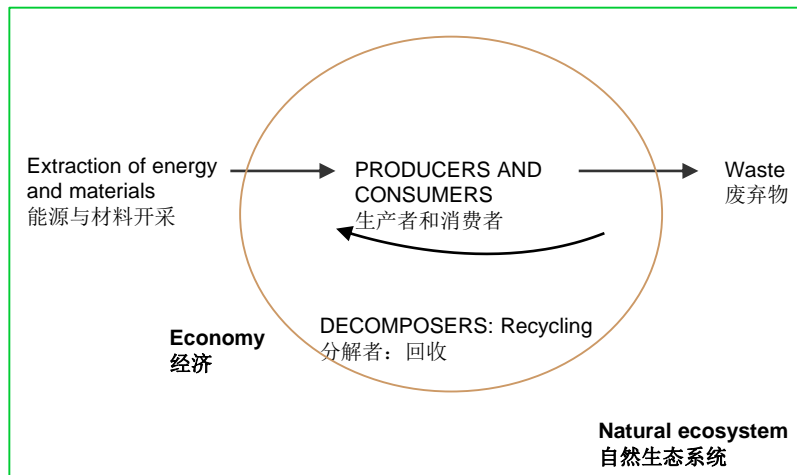 Extraction of energy
and materials
能源与材料开采
PRODUCERS AND
CONSUMERS
生产者和消费者
Waste
废弃物
Economy
经济
DECOMPOSERS: Recycling
分解者：回收
Natural ecosystem
自然生态系统